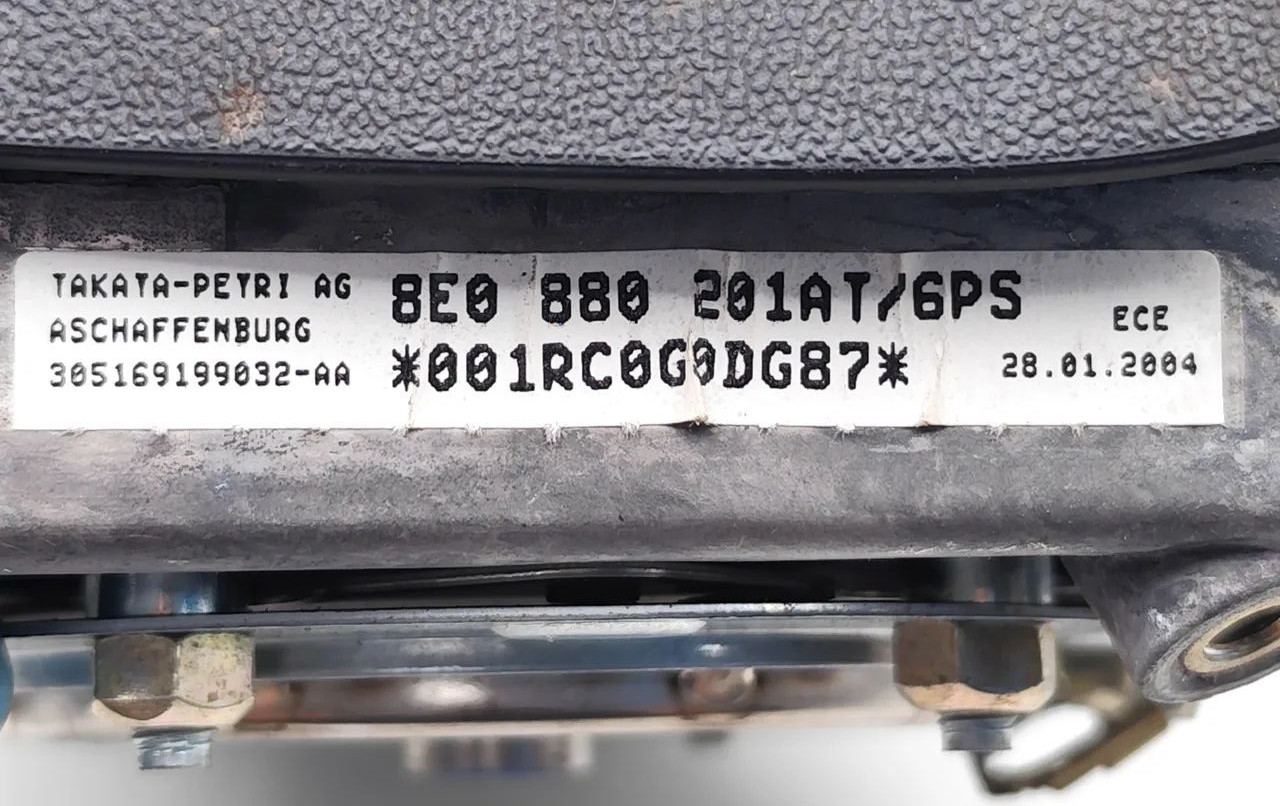 TAKATA-PETRI AG
ASCHAFFENBURG
305169199032-AA
8E0 880 201AT/6PS
*001RC0G0DG87*
ECE
28.01.2004